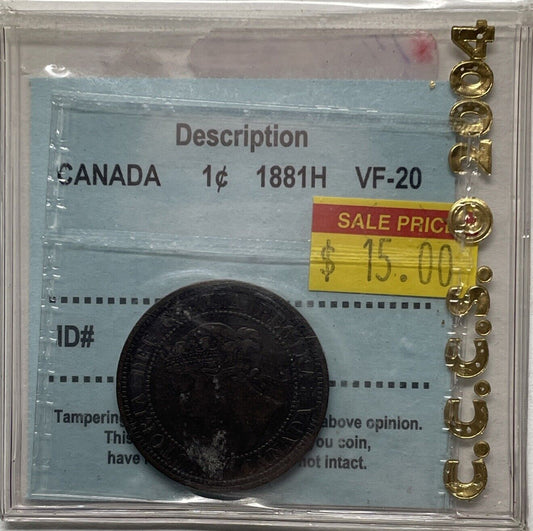 Description
CANADA 1¢ 1881H VF-20
SALE PRICE
$ 15.00
ID#
Tampering above opinion.
This you coin,
have not intact.
C.C.C.S. © 2004